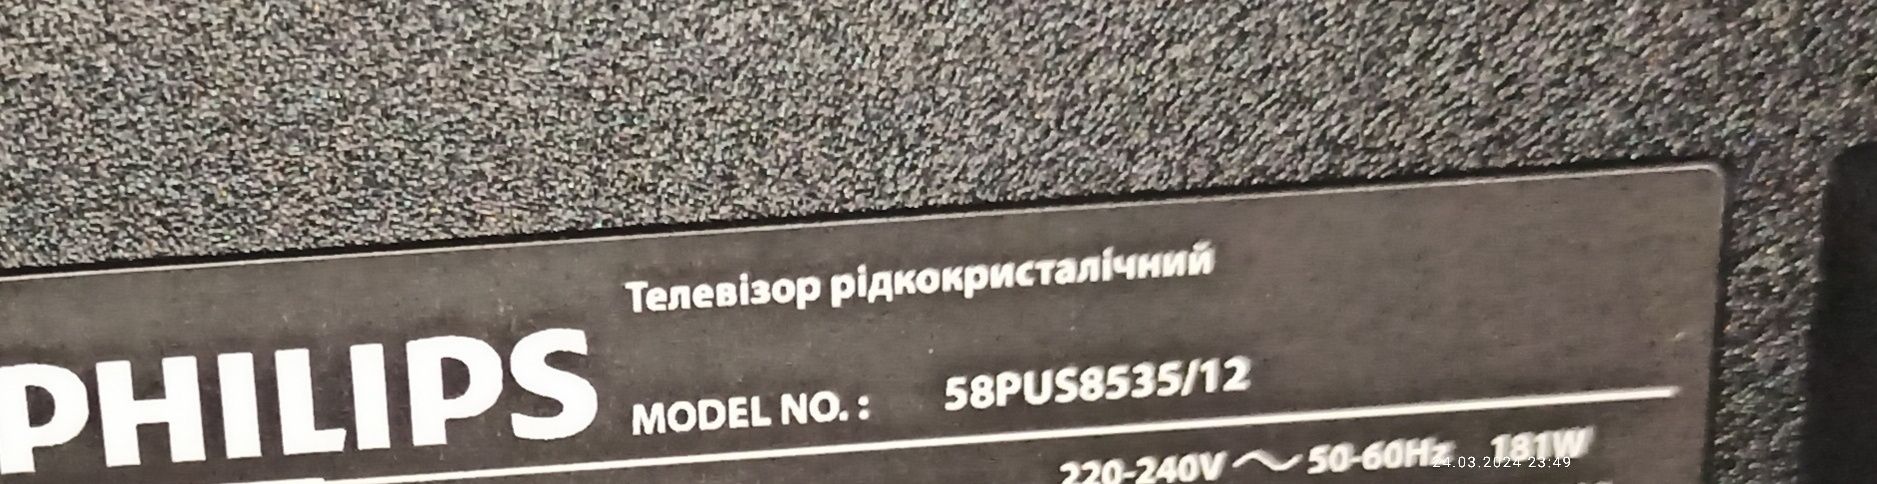 Телевізор рідкокристалічний
PHILIPS
MODEL NO. : 58PUS8535/12
220-240V ~ 50-60Hz 181W
24.03.2024 23:49